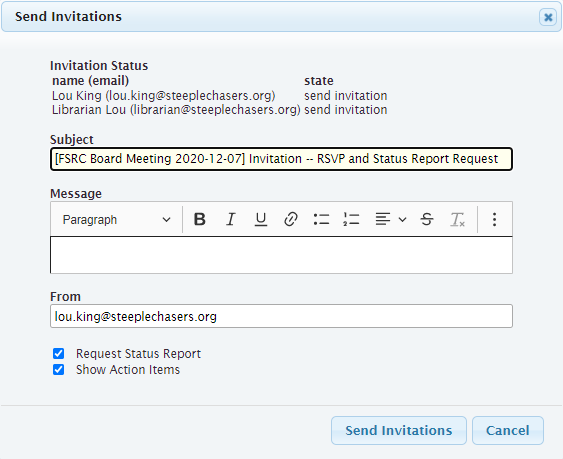 Send Invitations
Invitation Status
name (email) state
Lou King (lou.king@steeplechasers.org) send invitation
Librarian Lou (librarian@steeplechasers.org) send invitation
Subject
[FSRC Board Meeting 2020-12-07] Invitation -- RSVP and Status Report Request
Message
Paragraph B I U S Tx
From
lou.king@steeplechasers.org
Request Status Report
Show Action Items
Send Invitations Cancel